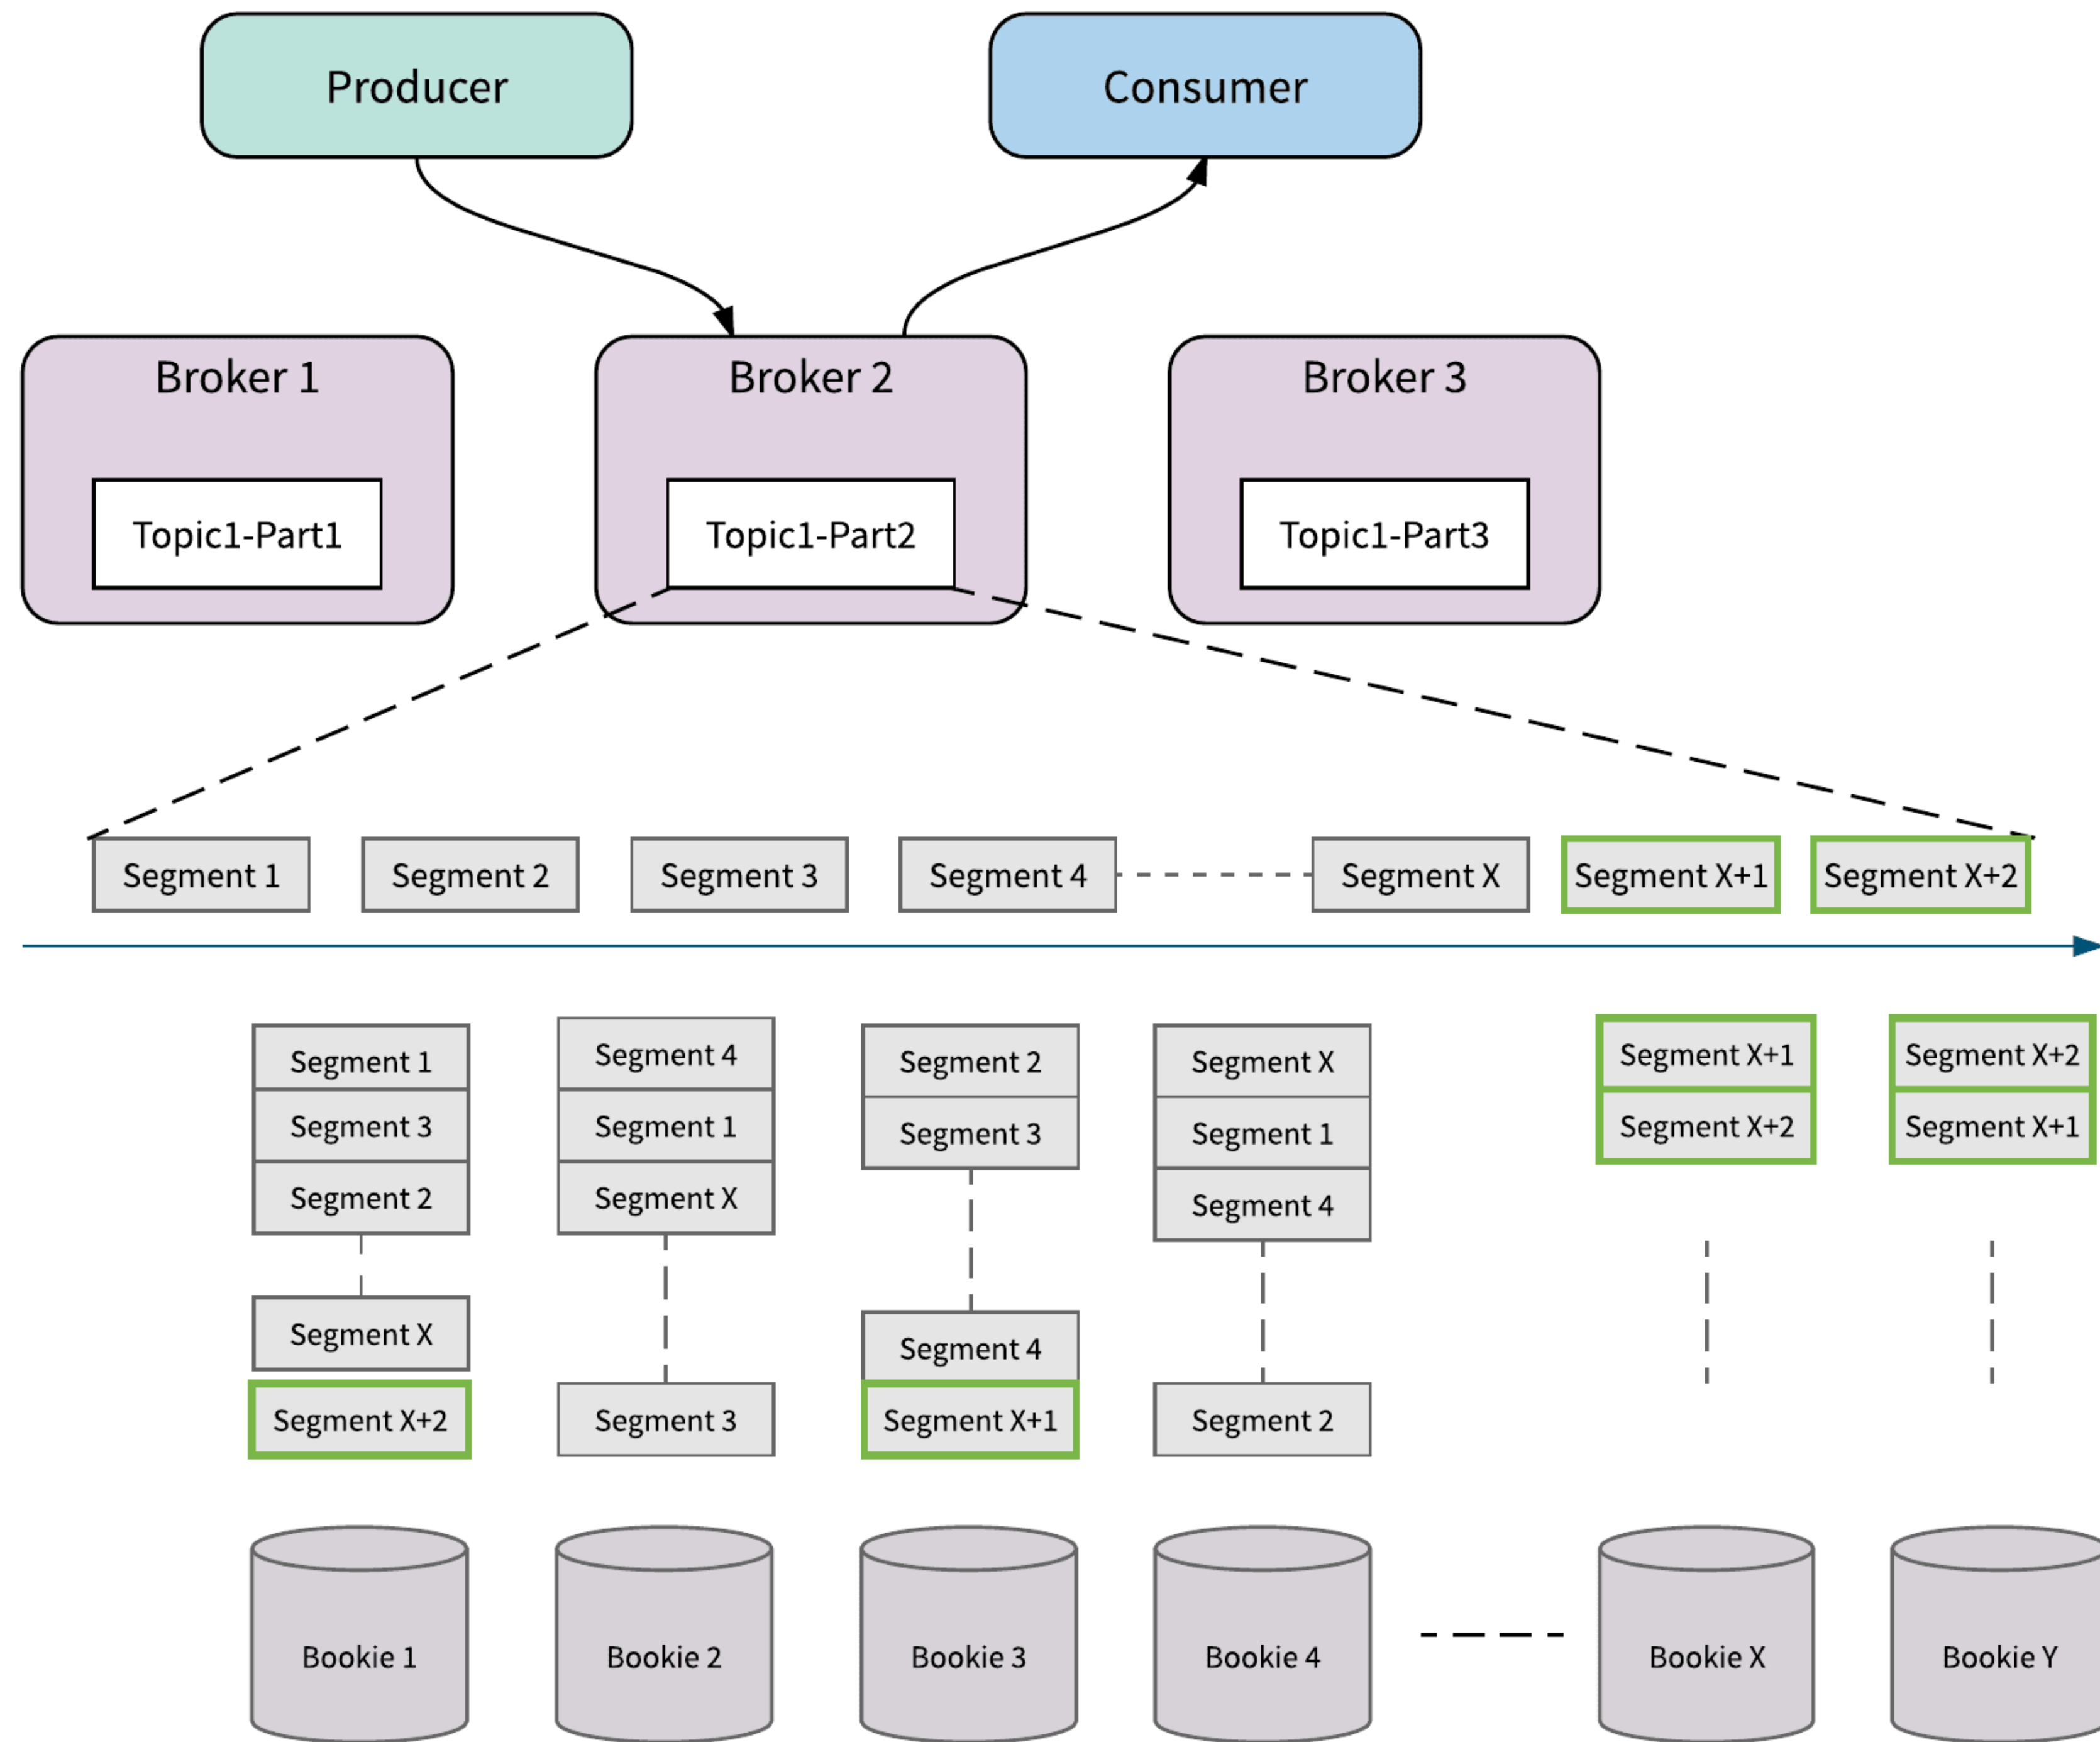 Producer
Consumer
Broker 1
Broker 2
Broker 3
Topic1-Part1
Topic1-Part2
Topic1-Part3
Segment 1
Segment 2
Segment 3
Segment 4
Segment X
Segment X+1
Segment X+2
Segment 1
Segment 3
Segment 2
Segment X
Segment X+2
Segment 4
Segment 1
Segment X
Segment 3
Segment 2
Segment 3
Segment 4
Segment X+1
Segment X
Segment 1
Segment 4
Segment 2
Segment X+1
Segment X+2
Segment X+2
Segment X+1
Bookie 1
Bookie 2
Bookie 3
Bookie 4
Bookie X
Bookie Y